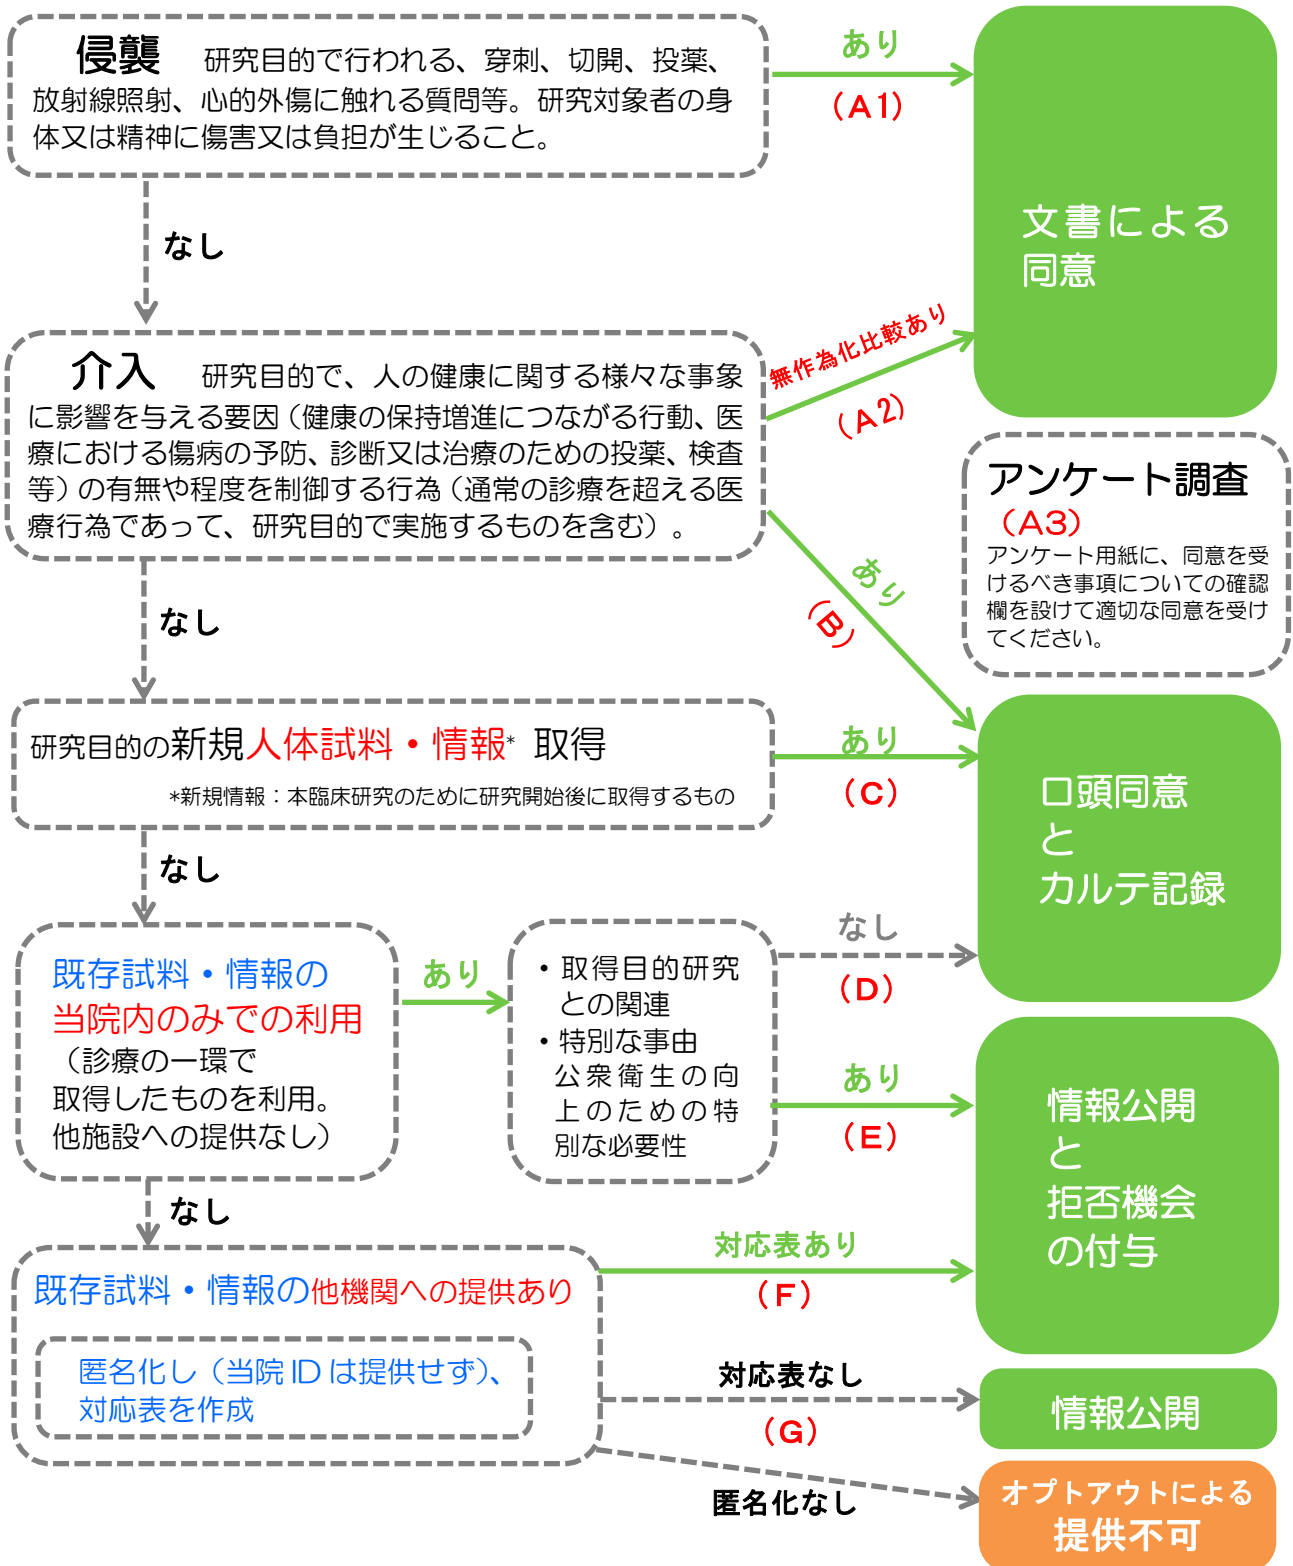 侵襲 研究目的で行われる、穿刺、切開、投薬、
放射線照射、心的外傷に触れる質問等。研究対象者の身
体又は精神に傷害又は負担が生じること。
あり
(A1)
文書による
同意
なし
介入 研究目的で、人の健康に関する様々な事象
に影響を与える要因（健康の保持増進につながる行動、医
療における傷病の予防、診断又は治療のための投薬、検査
等）の有無や程度を制御する行為（通常の診療を超える医
療行為であって、研究目的で実施するものを含む）。
無作為化比較あり
(A2)
アンケート調査
(A3)
アンケート用紙に、同意を受
けるべき事項についての確認
欄を設けて適切な同意を受け
てください。
あり
(B)
なし
研究目的の新規人体試料・情報* 取得
*新規情報：本臨床研究のために研究開始後に取得するもの
あり
(C)
口頭同意
と
カルテ記録
なし
既存試料・情報の
当院内のみでの利用
（診療の一環で
取得したものを利用。
他施設への提供なし）
あり
・取得目的研究
との関連
・特別な事由
公衆衛生の向
上のための特
別な必要性
なし
(D)
あり
(E)
情報公開
と
拒否機会
の付与
なし
既存試料・情報の他機関への提供あり
匿名化し（当院 ID は提供せず）、
対応表を作成
対応表あり
(F)
対応表なし
(G)
情報公開
匿名化なし
オプトアウトによる
提供不可